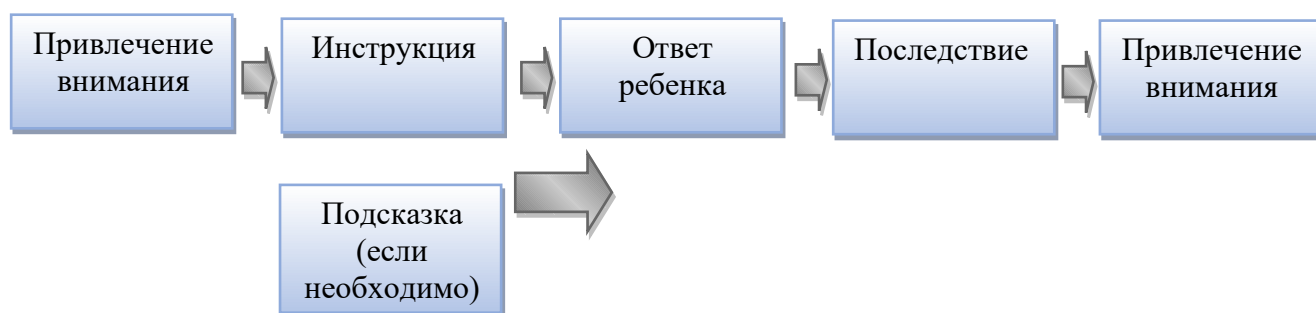 Привлечение
внимания
Инструкция
Ответ
ребенка
Последствие
Привлечение
внимания
Подсказка
(если
необходимо)